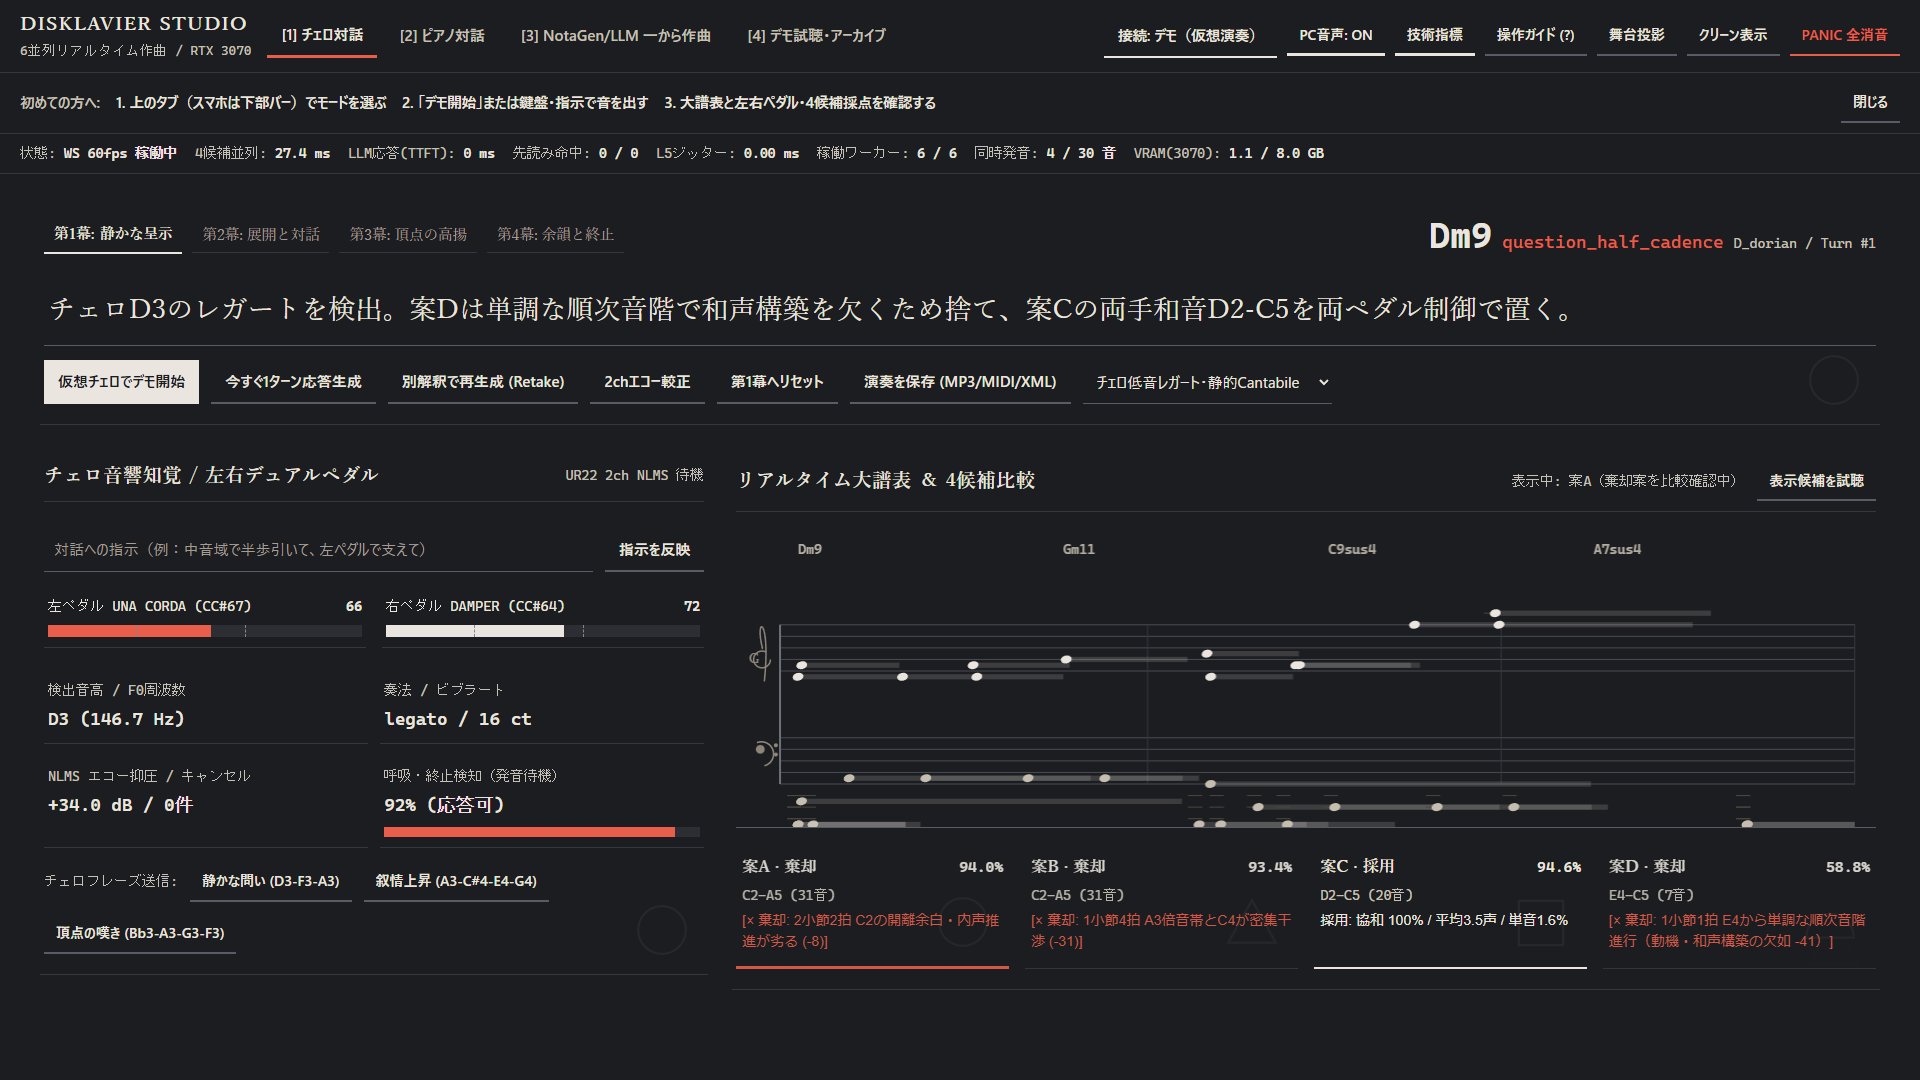 DISKLAVIER STUDIO
6並列リアルタイム作曲 / RTX 3070
[1] チェロ対話
[2] ピアノ対話
[3] NotaGen/LLM 一から作曲
[4] デモ試聴・アーカイブ
接続: デモ（仮想演奏）
PC音声: ON
技術指標
操作ガイド (?)
舞台投影
クリーン表示
PANIC 全消音
初めての方へ: 1. 上のタブ（スマホは下部バー）でモードを選ぶ 2. 「デモ開始」または鍵盤・指示で音を出す 3. 大譜表と左右ペダル・4候補採点を確認する
閉じる
状態: WS 60fps 稼働中 4候補並列: 27.4 ms LLM応答(TTFT): 0 ms 先読み命中: 0 / 0 L5ジッター: 0.00 ms 稼働ワーカー: 6 / 6 同時発音: 4 / 30 音 VRAM(3070): 1.1 / 8.0 GB
第1幕: 静かな呈示
第2幕: 展開と対話
第3幕: 頂点の高揚
第4幕: 余韻と終止
Dm9 question_half_cadence D_dorian / Turn #1
チェロD3のレガートを検出。案Dは単調な順次音階で和声構築を欠くため捨て、案Cの両手和音D2-C5を両ペダル制御で置く。
仮想チェロでデモ開始
今すぐ1ターン応答生成
別解釈で再生成 (Retake)
2chエコー較正
第1幕へリセット
演奏を保存 (MP3/MIDI/XML)
チェロ低音レガート・静的Cantabile
チェロ音響知覚 / 左右デュアルペダル
UR22 2ch NLMS 待機
対話への指示（例：中音域で半歩引いて、左ペダルで支えて）
指示を反映
左ペダル UNA CORDA (CC#67) 66
右ペダル DAMPER (CC#64) 72
検出音高 / F0周波数
D3 (146.7 Hz)
奏法 / ビブラート
legato / 16 ct
NLMS エコー抑圧 / キャンセル
+34.0 dB / 0件
呼吸・終止検知（発音待機）
92% (応答可)
チェロフレーズ送信:
静かな問い (D3-F3-A3)
叙情上昇 (A3-C#4-E4-G4)
頂点の嘆き (Bb3-A3-G3-F3)
リアルタイム大譜表 & 4候補比較
表示中: 案A（棄却案を比較確認中）
表示候補を試聴
Dm9
Gm11
C9sus4
A7sus4
案A · 棄却 94.0%
C2–A5 (31音)
[× 棄却: 2小節2拍 C2の開離余白・内声推
進が劣る (-8)]
案B · 棄却 93.4%
C2–A5 (31音)
[× 棄却: 1小節4拍 A3倍音帯とC4が密集干
渉 (-31)]
案C · 採用 94.6%
D2–C5 (20音)
採用: 協和 100% / 平均3.5声 / 単音1.6%
案D · 棄却 58.8%
E4–C5 (7音)
[× 棄却: 1小節1拍 E4から単調な順次音階
進行（動機・和声構築の欠如 -41）]